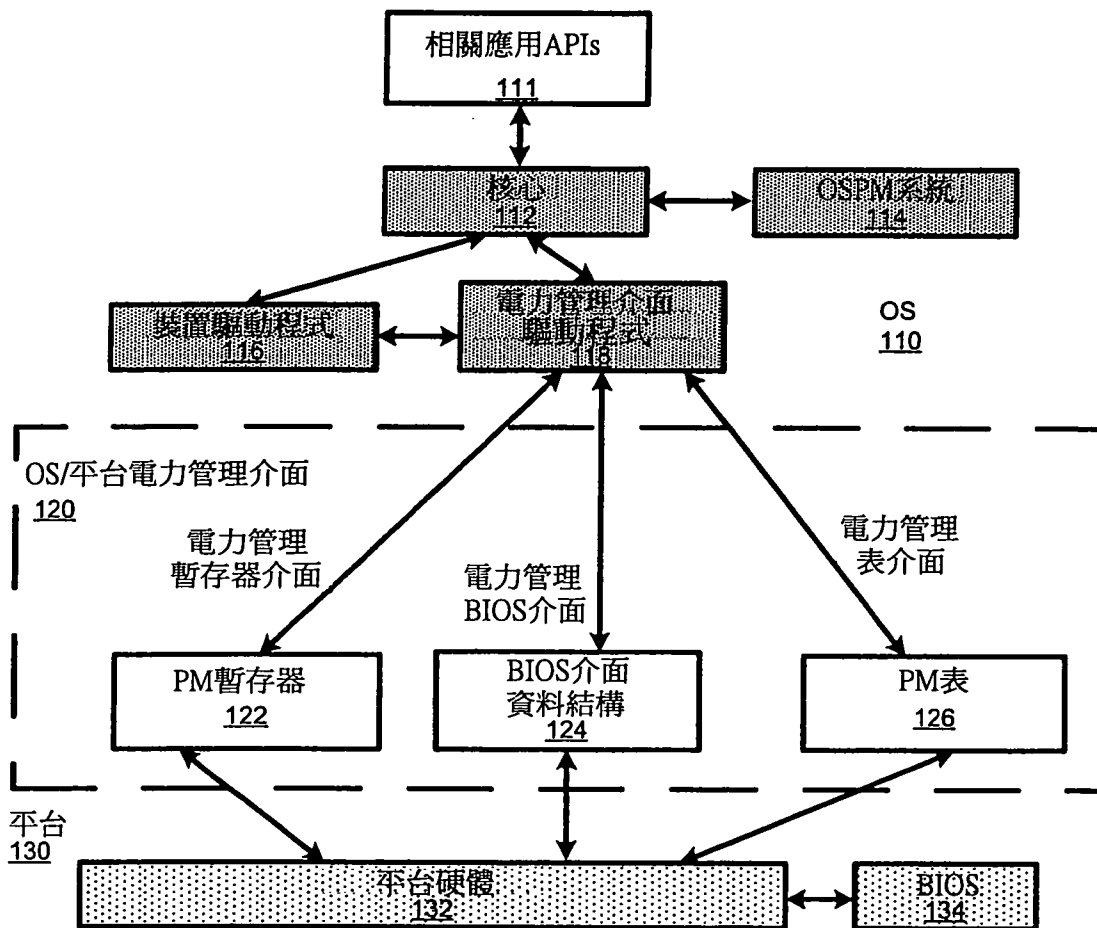 相關應用APIs
111
核心
112
OSPM系統
114
裝置驅動程式
116
電力管理介面
驅動程式
118
OS
110
OS/平台電力管理介面
120
電力管理
暫存器介面
電力管理
BIOS介面
電力管理
表介面
PM暫存器
122
BIOS介面
資料結構
124
PM表
126
平台
130
平台硬體
132
BIOS
134